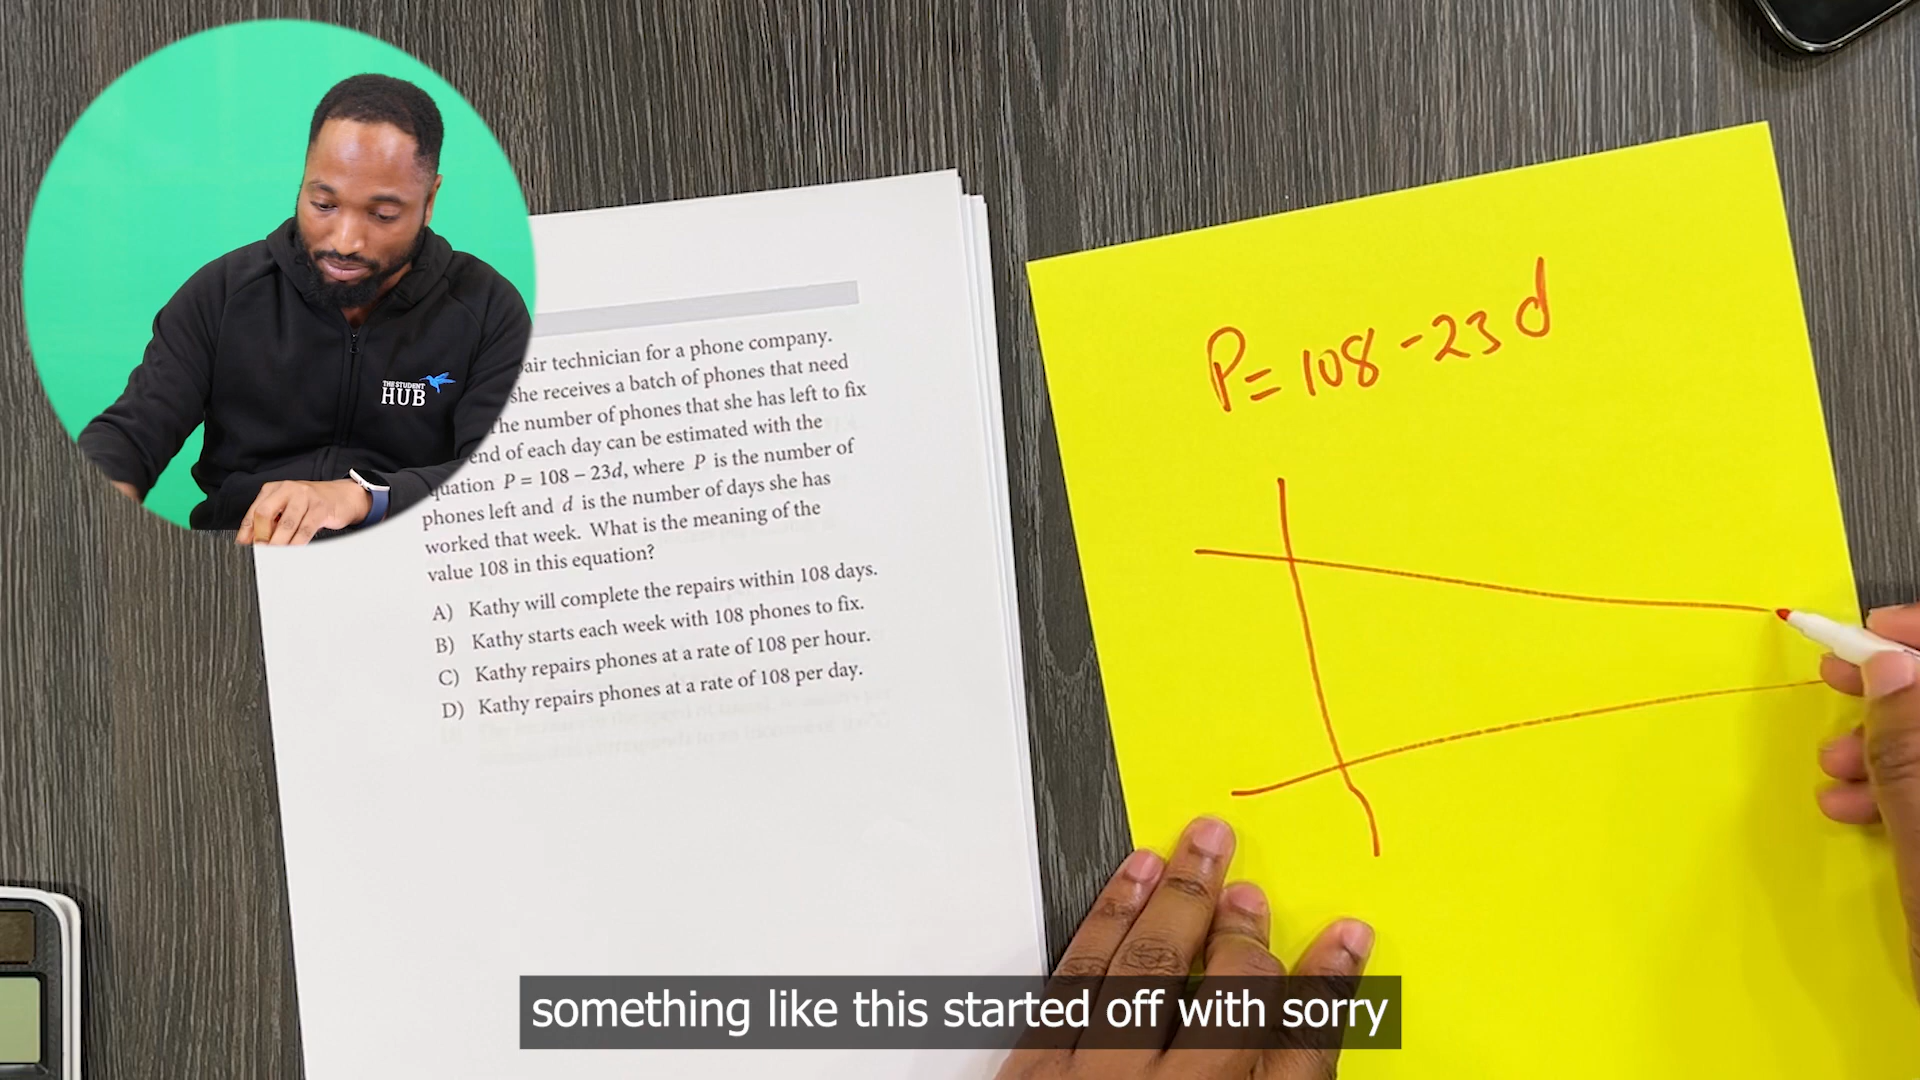 THE STUDENT
HUB
air technician for a phone company.
she receives a batch of phones that need
he number of phones that she has left to fix
end of each day can be estimated with the
quation P = 108 – 23d, where P is the number of
phones left and d is the number of days she has
worked that week. What is the meaning of the
value 108 in this equation?
A) Kathy will complete the repairs within 108 days.
B) Kathy starts each week with 108 phones to fix.
C) Kathy repairs phones at a rate of 108 per hour.
D) Kathy repairs phones at a rate of 108 per day.
P = 108 - 23d
something like this started off with sorry